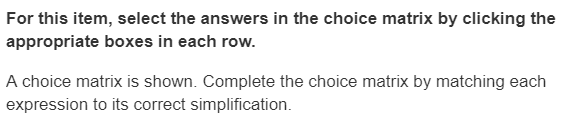 For this item, select the answers in the choice matrix by clicking the
appropriate boxes in each row.
A choice matrix is shown. Complete the choice matrix by matching each
expression to its correct simplification.